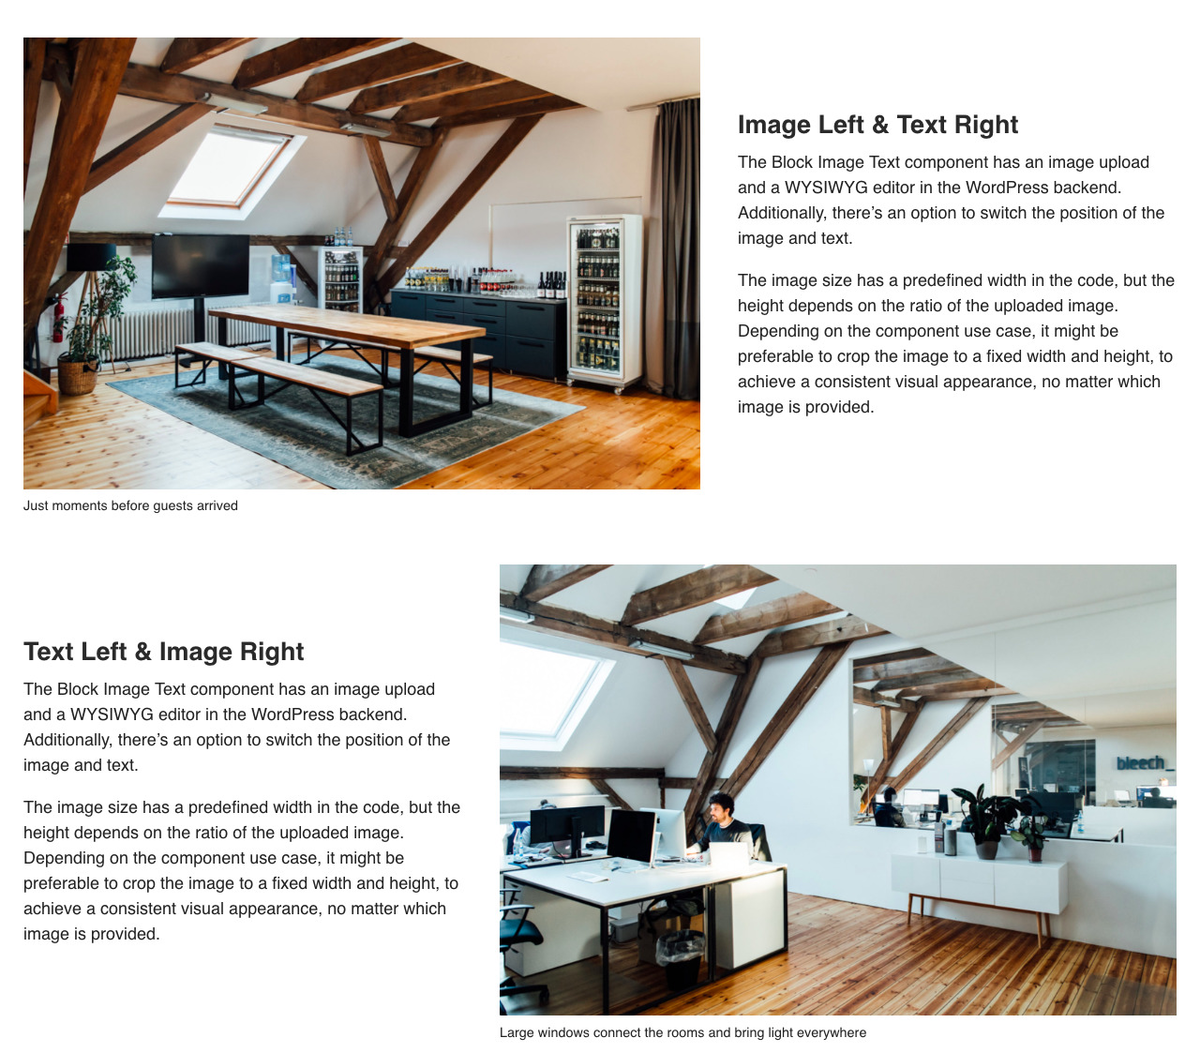 Image Left & Text Right
The Block Image Text component has an image upload
and a WYSIWYG editor in the WordPress backend.
Additionally, there’s an option to switch the position of the
image and text.
The image size has a predefined width in the code, but the
height depends on the ratio of the uploaded image.
Depending on the component use case, it might be
preferable to crop the image to a fixed width and height, to
achieve a consistent visual appearance, no matter which
image is provided.
Just moments before guests arrived
Text Left & Image Right
The Block Image Text component has an image upload
and a WYSIWYG editor in the WordPress backend.
Additionally, there’s an option to switch the position of the
image and text.
The image size has a predefined width in the code, but the
height depends on the ratio of the uploaded image.
Depending on the component use case, it might be
preferable to crop the image to a fixed width and height, to
achieve a consistent visual appearance, no matter which
image is provided.
bleech_
Large windows connect the rooms and bring light everywhere